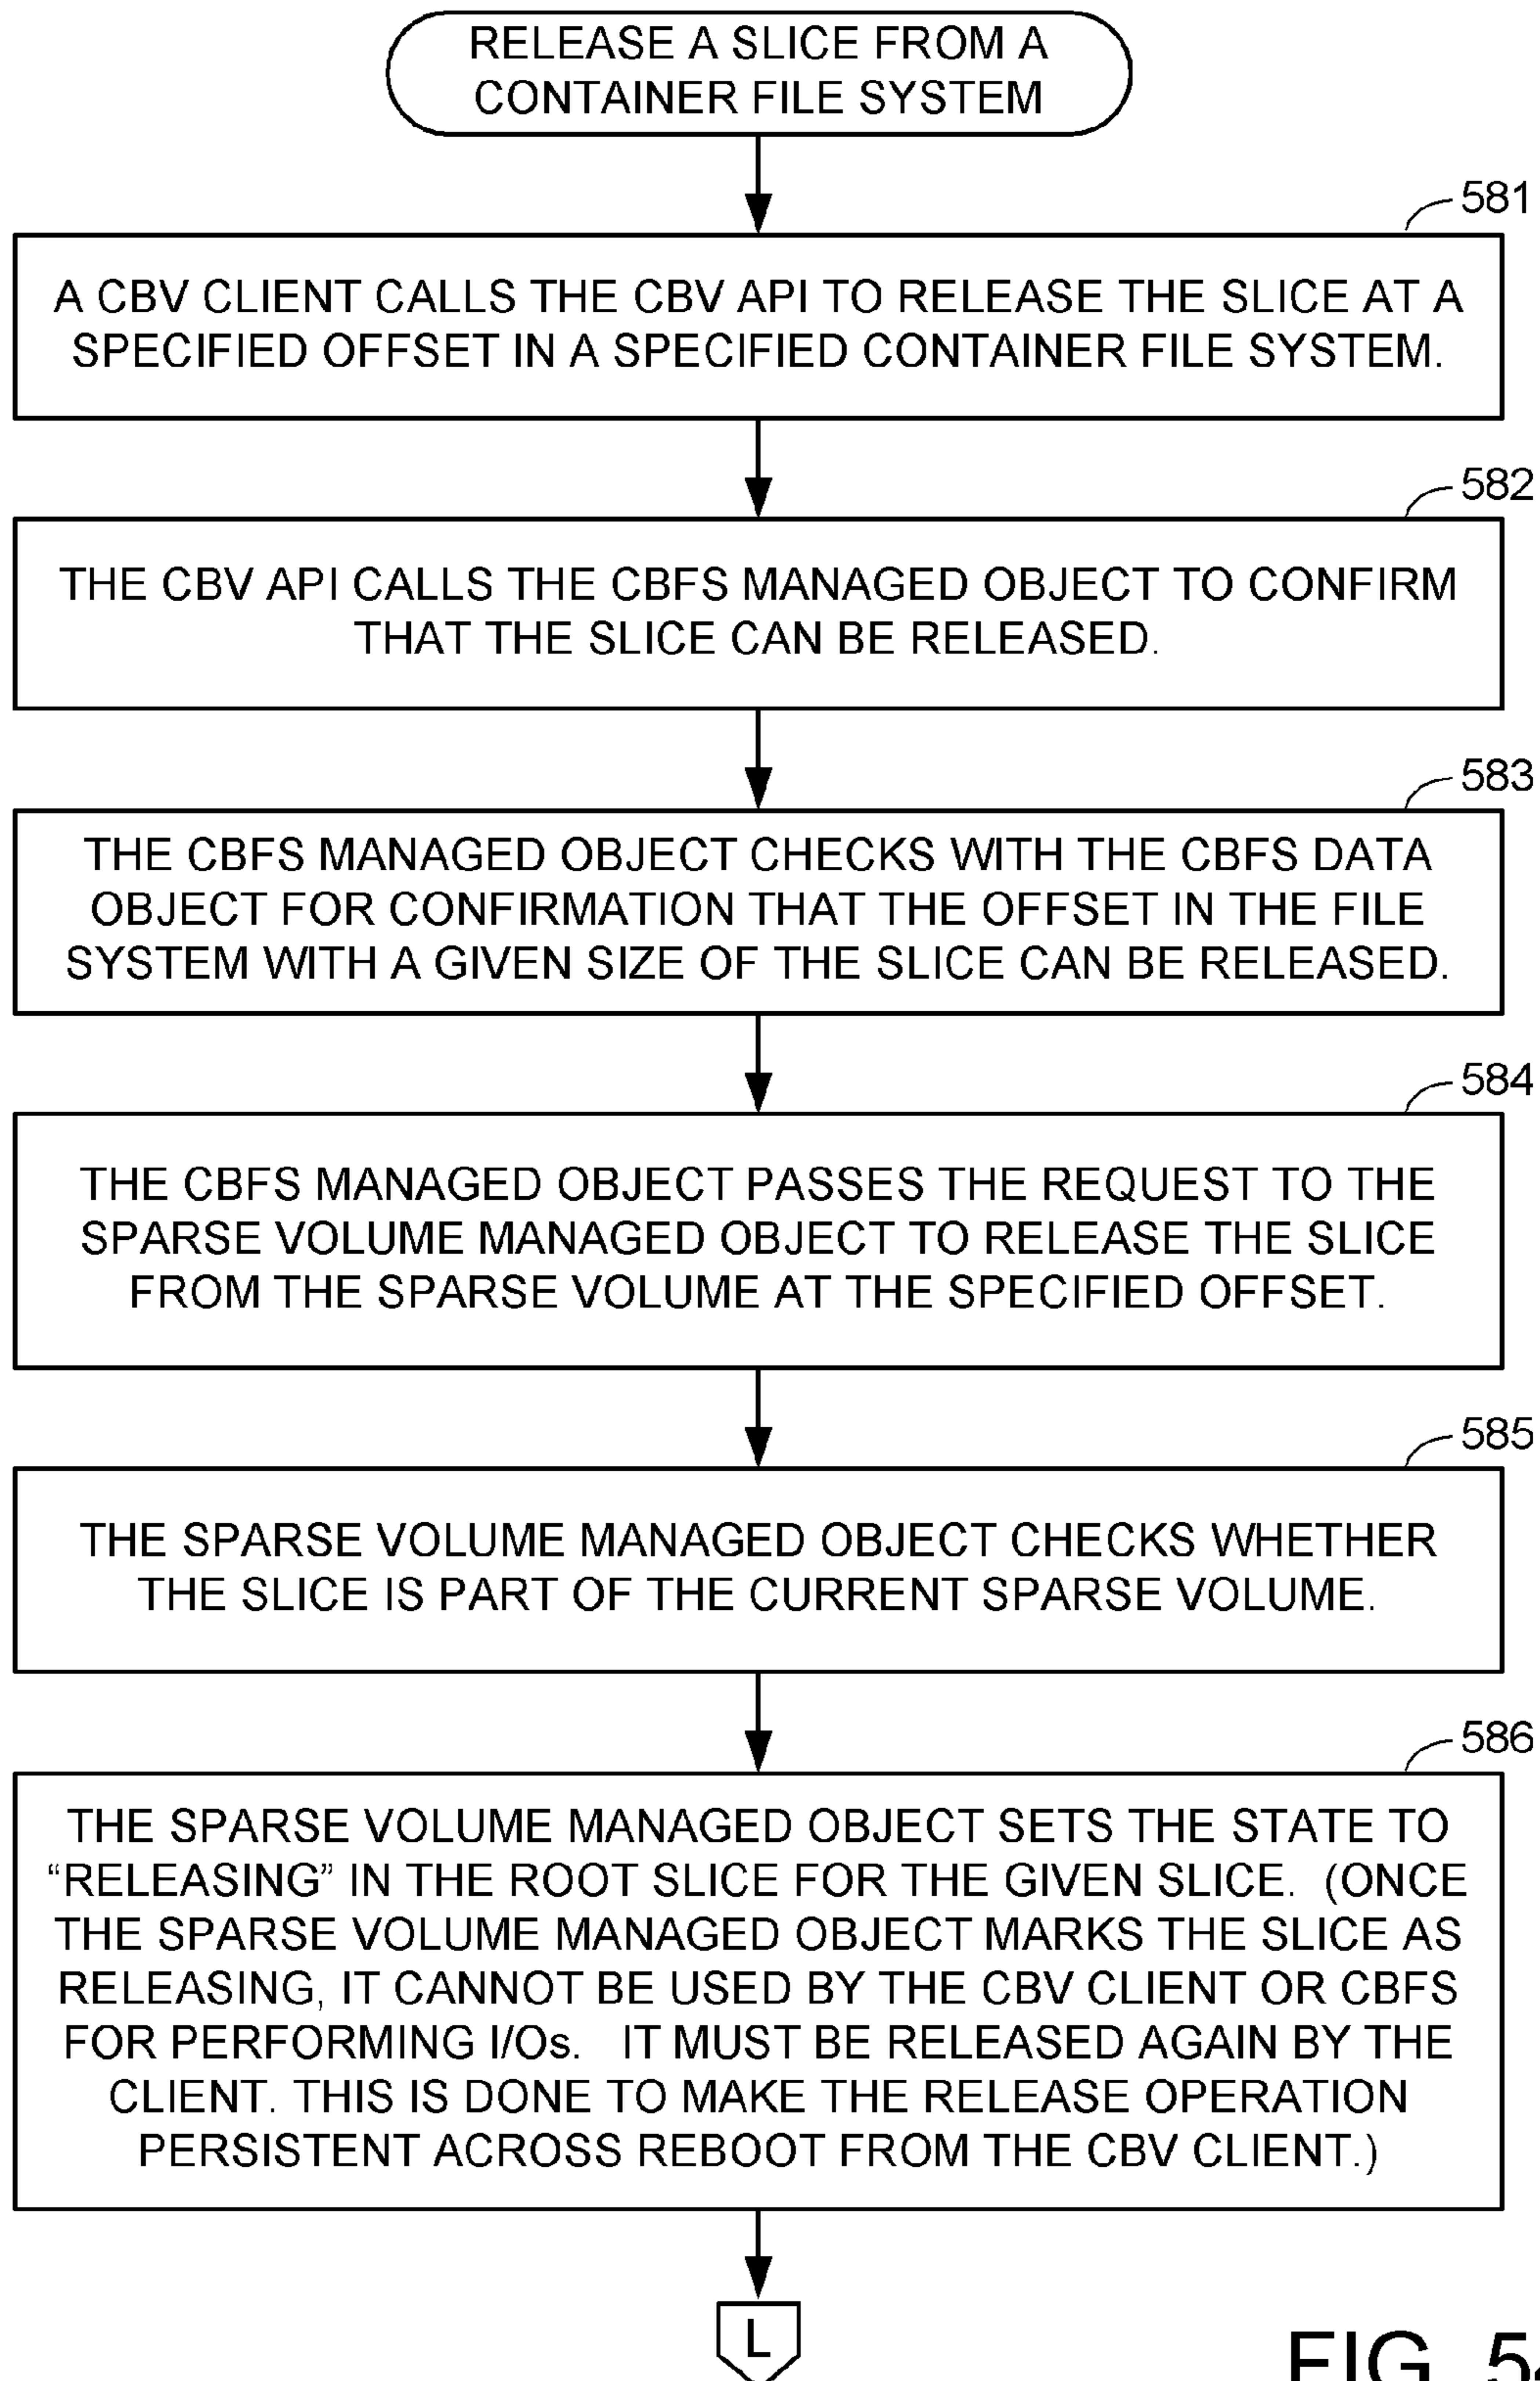 RELEASE A SLICE FROM A
CONTAINER FILE SYSTEM
581
A CBV CLIENT CALLS THE CBV API TO RELEASE THE SLICE AT A
SPECIFIED OFFSET IN A SPECIFIED CONTAINER FILE SYSTEM.
582
THE CBV API CALLS THE CBFS MANAGED OBJECT TO CONFIRM
THAT THE SLICE CAN BE RELEASED.
583
THE CBFS MANAGED OBJECT CHECKS WITH THE CBFS DATA
OBJECT FOR CONFIRMATION THAT THE OFFSET IN THE FILE
SYSTEM WITH A GIVEN SIZE OF THE SLICE CAN BE RELEASED.
584
THE CBFS MANAGED OBJECT PASSES THE REQUEST TO THE
SPARSE VOLUME MANAGED OBJECT TO RELEASE THE SLICE
FROM THE SPARSE VOLUME AT THE SPECIFIED OFFSET.
585
THE SPARSE VOLUME MANAGED OBJECT CHECKS WHETHER
THE SLICE IS PART OF THE CURRENT SPARSE VOLUME.
586
THE SPARSE VOLUME MANAGED OBJECT SETS THE STATE TO
“RELEASING” IN THE ROOT SLICE FOR THE GIVEN SLICE. (ONCE
THE SPARSE VOLUME MANAGED OBJECT MARKS THE SLICE AS
RELEASING, IT CANNOT BE USED BY THE CBV CLIENT OR CBFS
FOR PERFORMING I/Os. IT MUST BE RELEASED AGAIN BY THE
CLIENT. THIS IS DONE TO MAKE THE RELEASE OPERATION
PERSISTENT ACROSS REBOOT FROM THE CBV CLIENT.)
L
FIG.